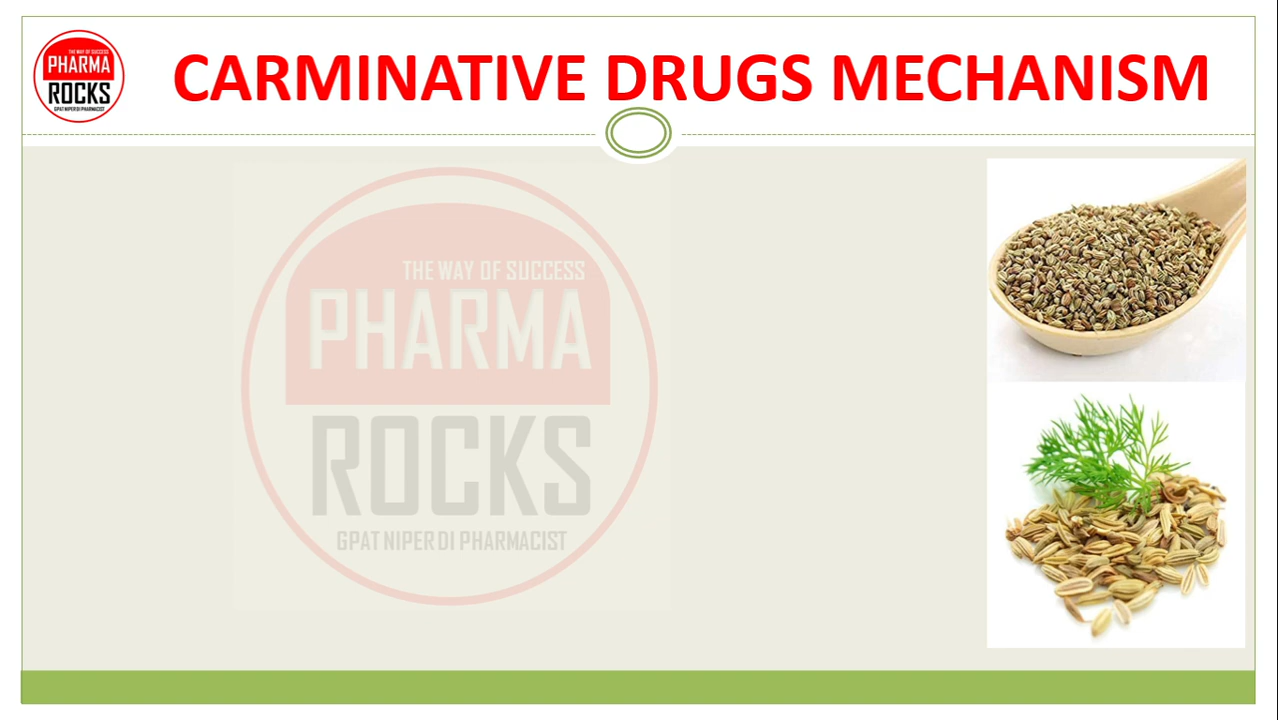 THE WAY OF SUCCESS
PHARMA
ROCKS
GPAT NIPER DI PHARMACIST
CARMINATIVE DRUGS MECHANISM
THE WAY OF SUCCESS
PHARMA
ROCKS
GPAT NIPER DI PHARMACIST